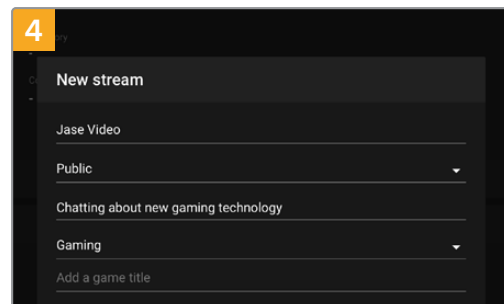 4
New stream
Jase Video
Public
Chatting about new gaming technology
Gaming
Add a game title